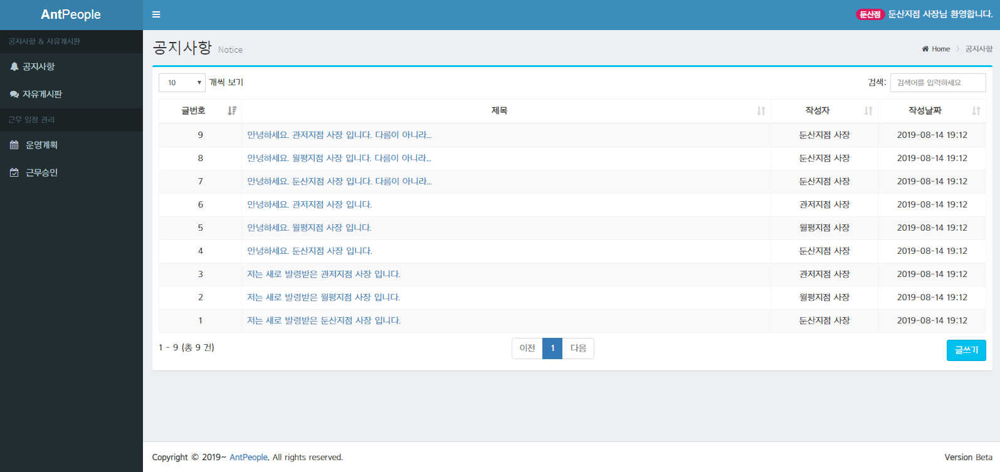 AntPeople
둔산점 둔산지점 사장님 환영합니다.
공지사항 & 자유게시판
공지사항
자유게시판
근무 일정 관리
운영계획
근무승인
공지사항 Notice
Home > 공지사항
10 개씩 보기
검색: 검색어를 입력하세요
글번호 제목 작성자 작성날짜
9 안녕하세요. 관저지점 사장 입니다. 다름이 아니라... 둔산지점 사장 2019-08-14 19:12
8 안녕하세요. 월평지점 사장 입니다. 다름이 아니라... 둔산지점 사장 2019-08-14 19:12
7 안녕하세요. 둔산지점 사장 입니다. 다름이 아니라... 둔산지점 사장 2019-08-14 19:12
6 안녕하세요. 관저지점 사장 입니다. 관저지점 사장 2019-08-14 19:12
5 안녕하세요. 월평지점 사장 입니다. 월평지점 사장 2019-08-14 19:12
4 안녕하세요. 둔산지점 사장 입니다. 둔산지점 사장 2019-08-14 19:12
3 저는 새로 발령받은 관저지점 사장 입니다. 관저지점 사장 2019-08-14 19:12
2 저는 새로 발령받은 월평지점 사장 입니다. 월평지점 사장 2019-08-14 19:12
1 저는 새로 발령받은 둔산지점 사장 입니다. 둔산지점 사장 2019-08-14 19:12
1 - 9 (총 9 건)
이전 1 다음
글쓰기
Copyright © 2019~ AntPeople. All rights reserved.
Version Beta